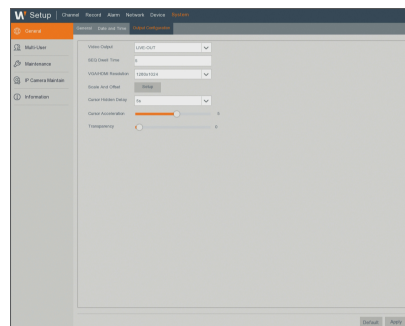 W Setup Channel Record Alarm Network Device System
General
General Date and Time Output Configuration
Multi-User
Maintenance
IP Camera Maintain
Information
Video Output LIVE-OUT
SEQ Dwell Time 5
VGA/HDMI Resolution 1280x1024
Scale And Offset Setup
Cursor Hidden Delay 5s
Cursor Acceleration 0
Transparency 0
Default Apply